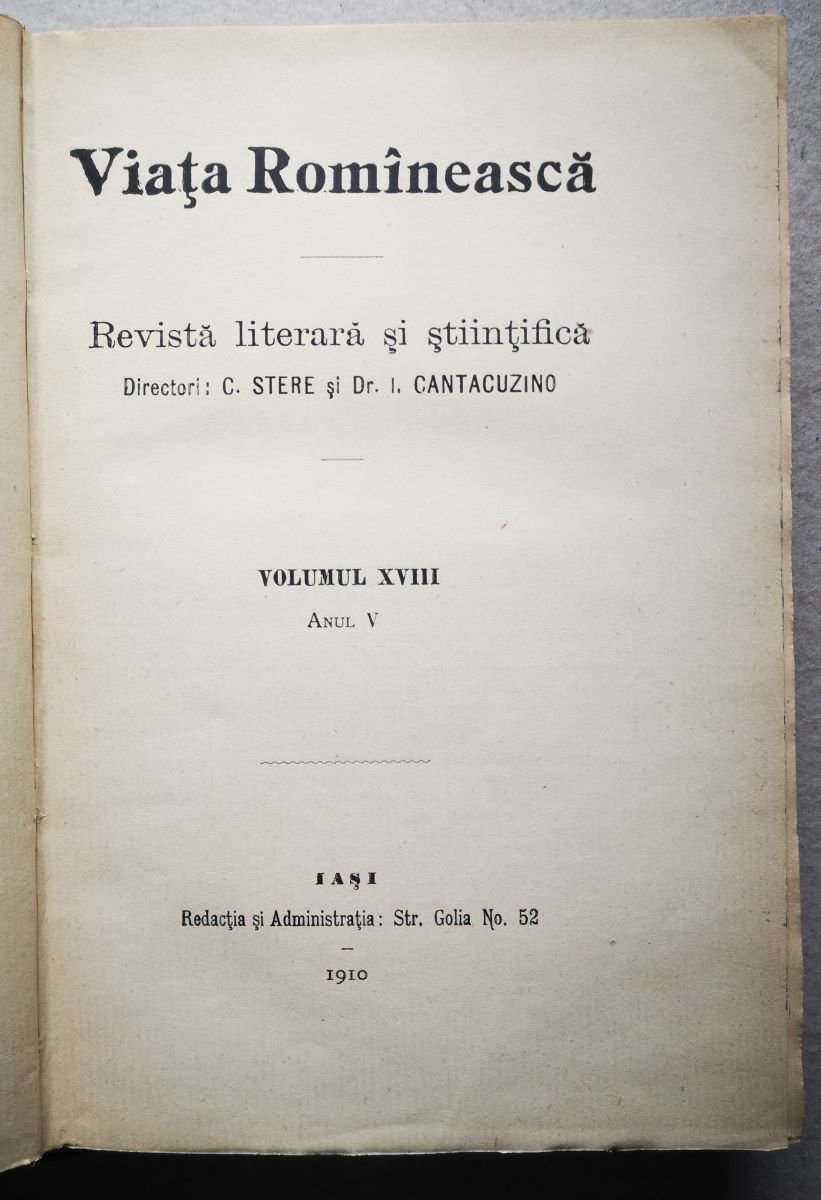 Viaţa Romînească
Revistă literară şi ştiinţifică
Directori: C. STERE şi Dr. I. CANTACUZINO
VOLUMUL XVIII
Anul V
IAŞI
Redacţia şi Administraţia: Str. Golia No. 52
1910